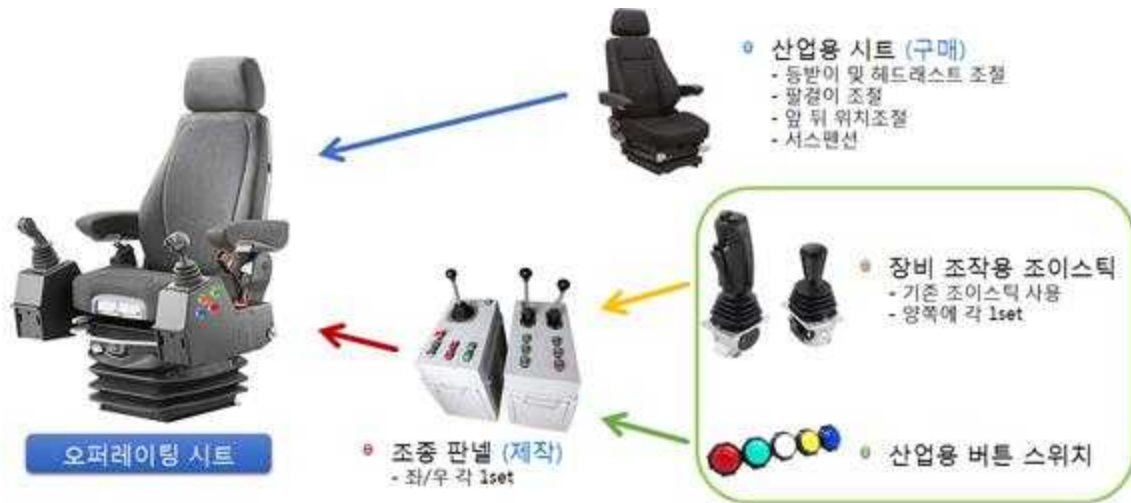 산업용 시트 (구매)
- 등받이 및 헤드래스트 조절
- 팔걸이 조절
- 앞 뒤 위치조절
- 서스펜션
장비 조작용 조이스틱
- 기존 조이스틱 사용
- 양쪽에 각 1set
오퍼레이팅 시트
조종 판넬 (제작)
- 좌/우 각 1set
산업용 버튼 스위치